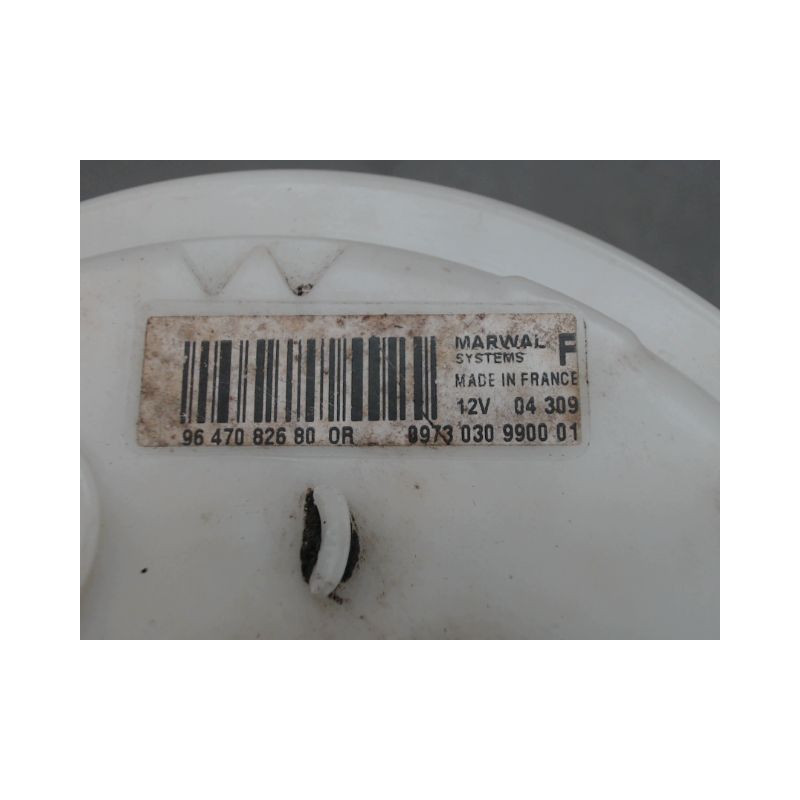 MARWAL F
SYSTEMS
MADE IN FRANCE
12V 04 309
96 470 826 80 0R 0973 030 9900 01